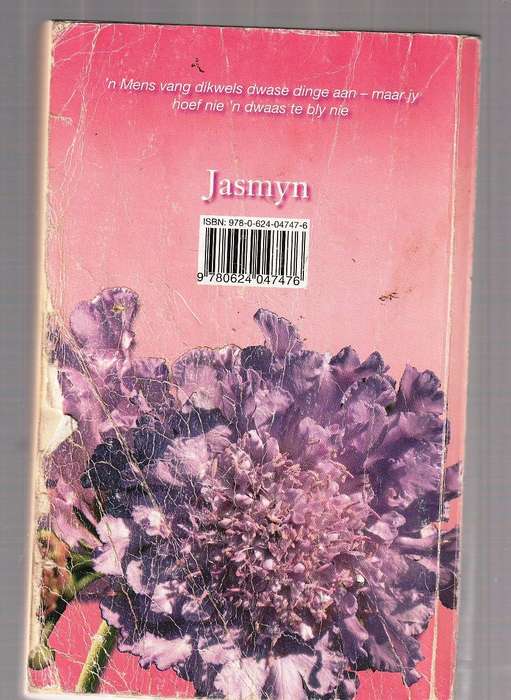 'n Mens vang dikwels dwase dinge aan – maar jy
hoef nie 'n dwaas te bly nie
Jasmyn
ISBN: 978-0-624-04747-6
9 780624 047476